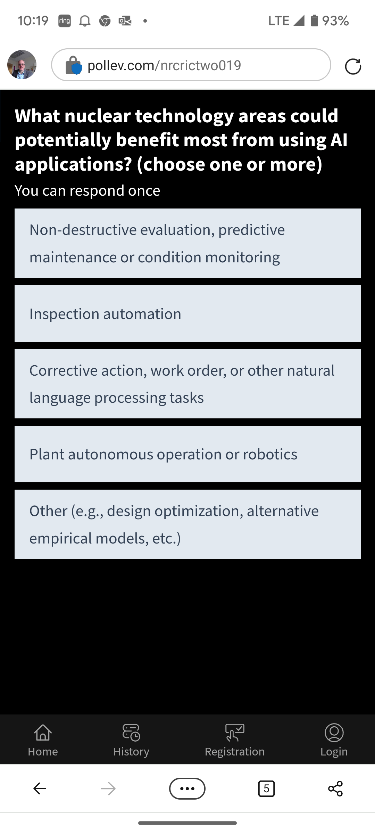 10:19
ring
LTE 93%
pollev.com/nrcrictwo019
What nuclear technology areas could
potentially benefit most from using AI
applications? (choose one or more)
You can respond once
Non-destructive evaluation, predictive
maintenance or condition monitoring
Inspection automation
Corrective action, work order, or other natural
language processing tasks
Plant autonomous operation or robotics
Other (e.g., design optimization, alternative
empirical models, etc.)
Home History Registration Login
5